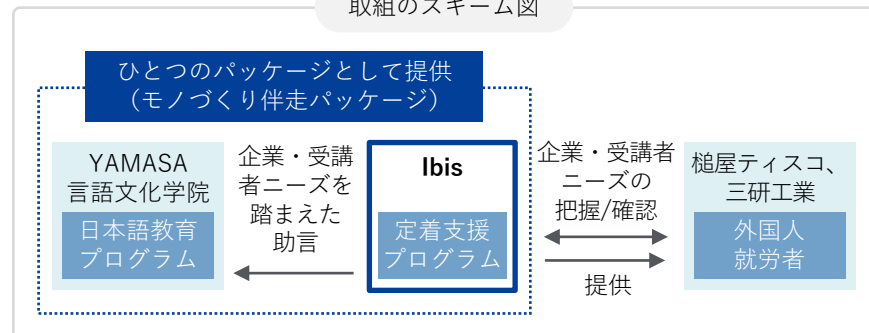 取組のスキーム図
ひとつのパッケージとして提供
（モノづくり伴走パッケージ）
YAMASA
言語文化学院
日本語教育
プログラム
企業・受講
者ニーズを
踏まえた
助言
Ibis
定着支援
プログラム
企業・受講者
ニーズの
把握/確認
提供
槌屋ティスコ、
三研工業
外国人
就労者